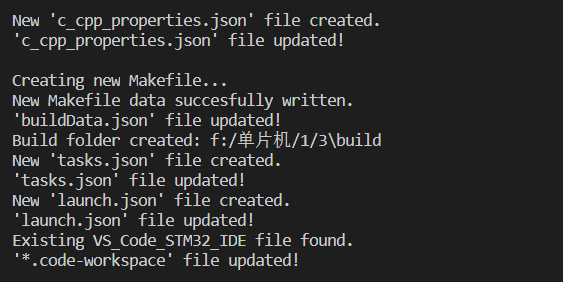 New 'c_cpp_properties.json' file created.
'c_cpp_properties.json' file updated!
Creating new Makefile...
New Makefile data succesfully written.
'buildData.json' file updated!
Build folder created: f:/单片机/1/3\build
New 'tasks.json' file created.
'tasks.json' file updated!
New 'launch.json' file created.
'launch.json' file updated!
Existing VS_Code_STM32_IDE file found.
'*.code-workspace' file updated!